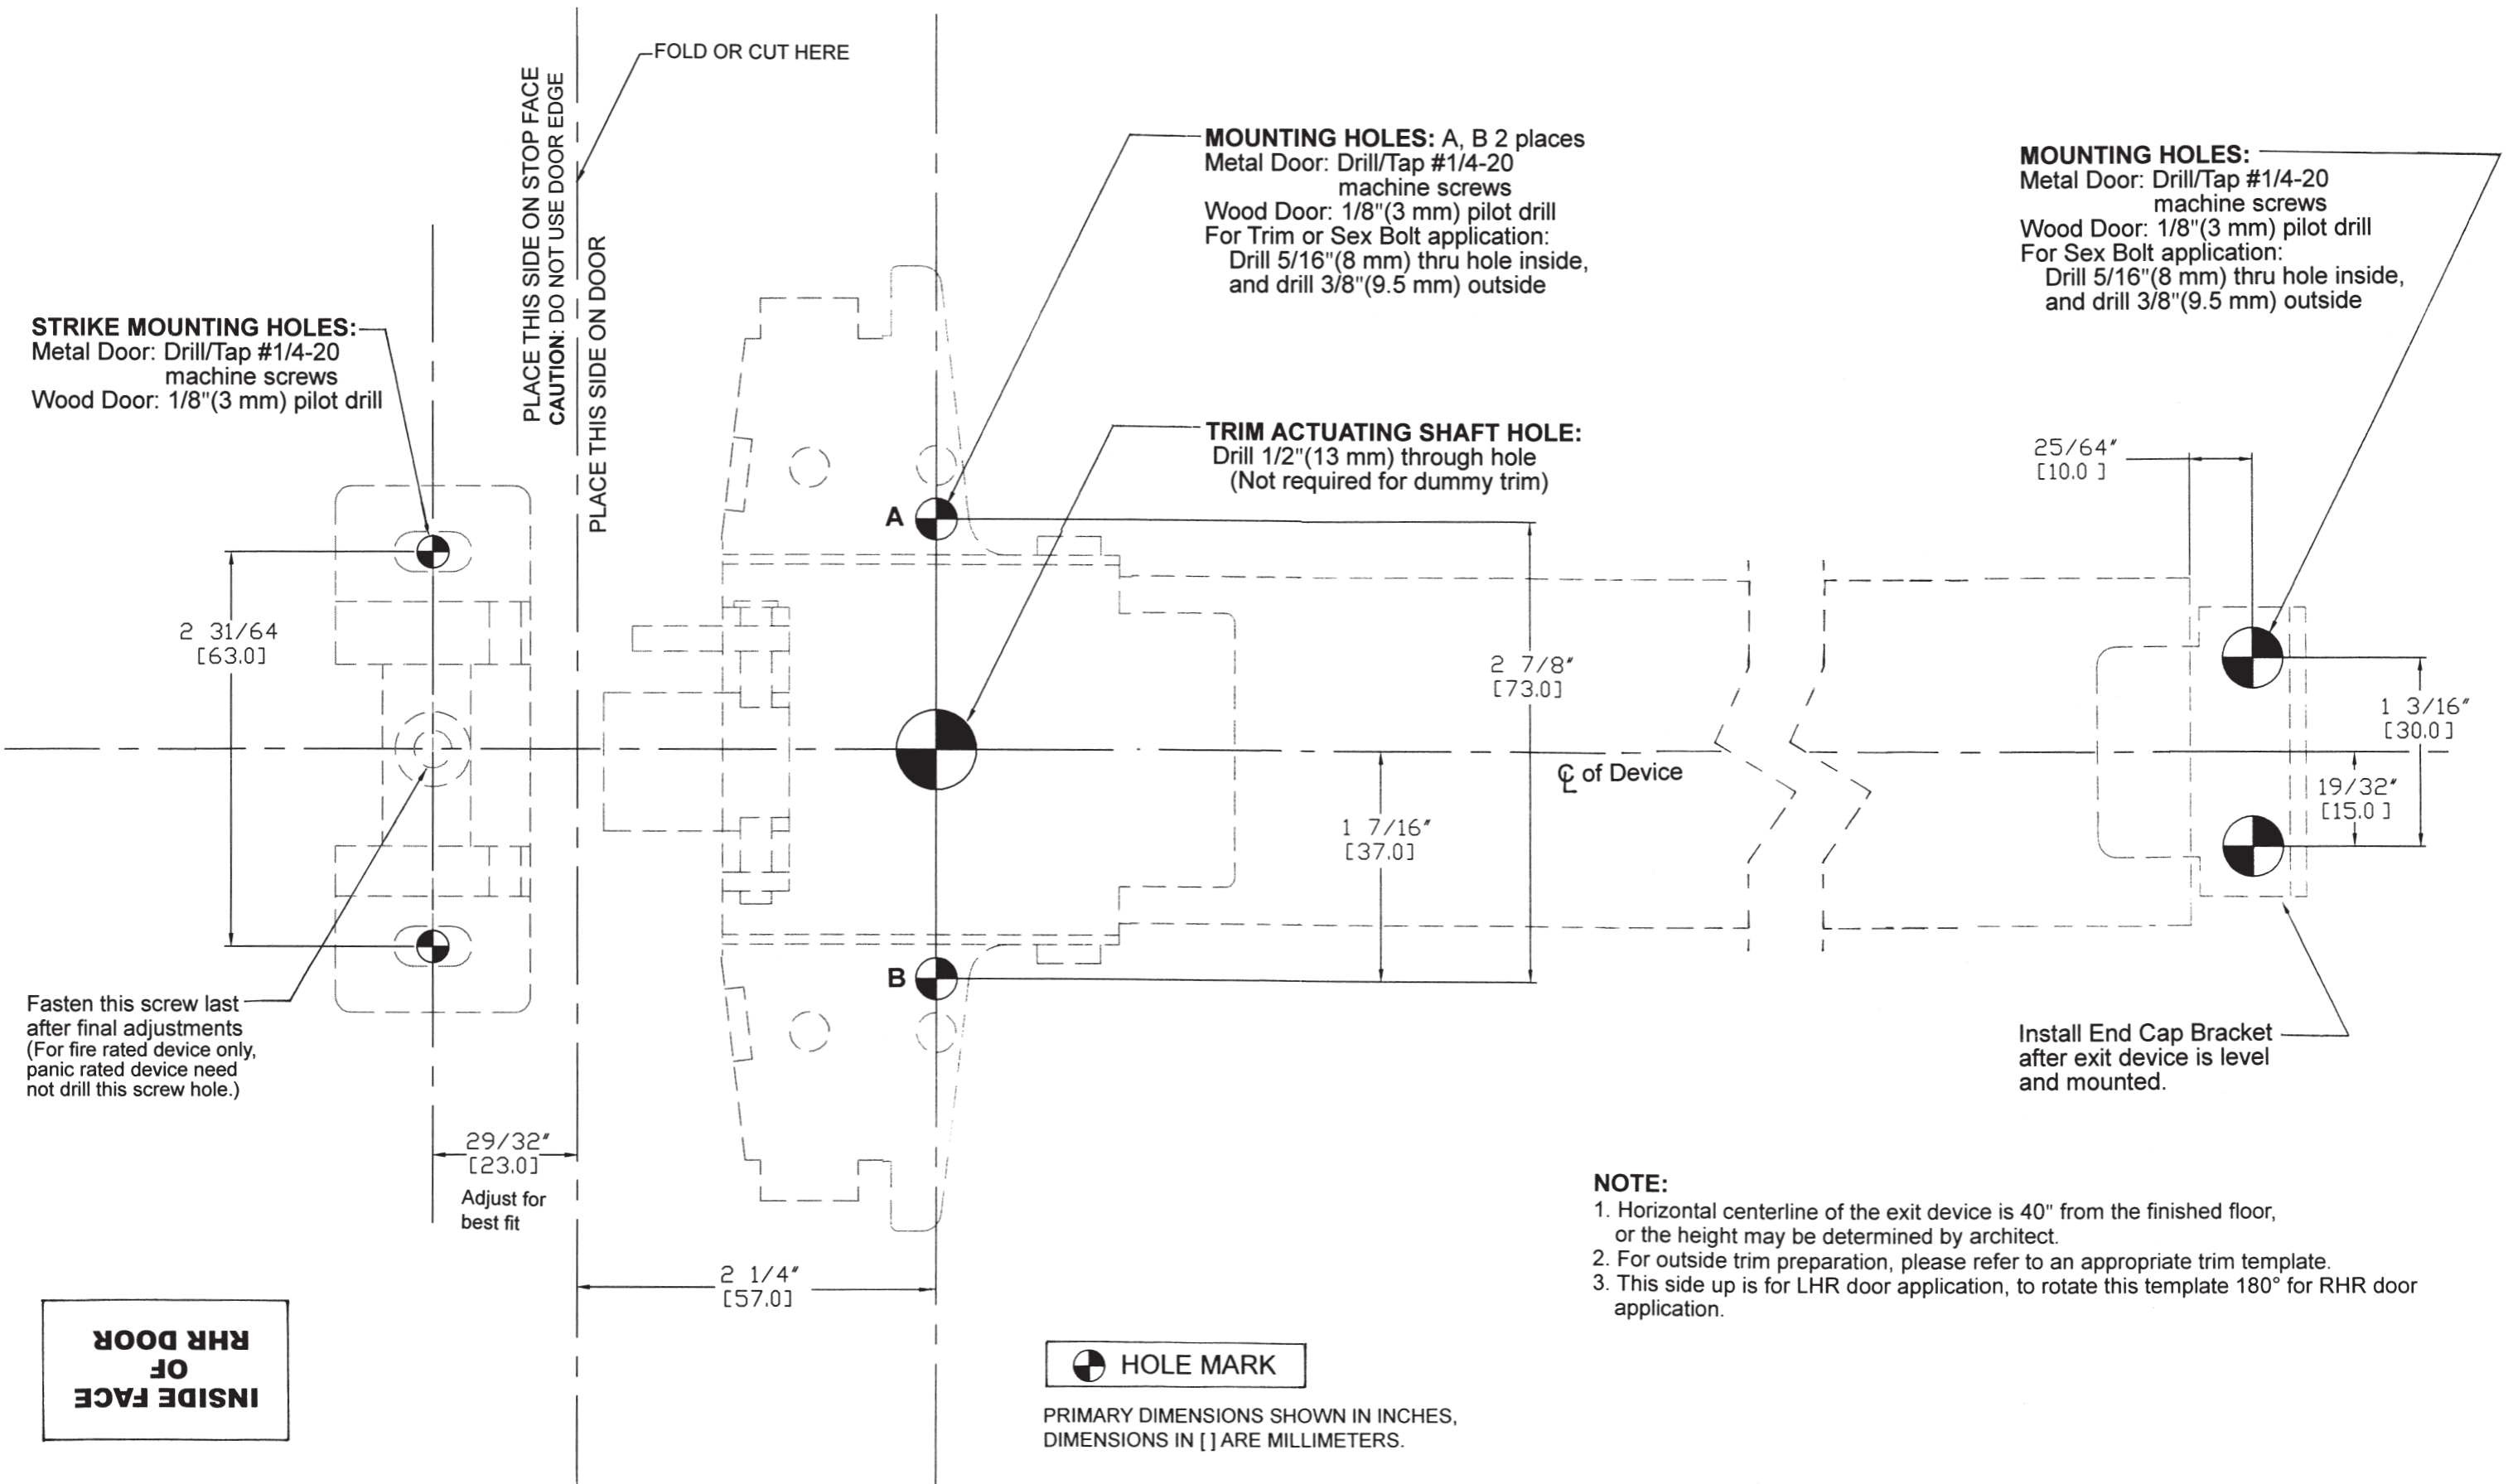 FOLD OR CUT HERE
PLACE THIS SIDE ON STOP FACE
CAUTION: DO NOT USE DOOR EDGE
PLACE THIS SIDE ON DOOR
MOUNTING HOLES: A, B 2 places
Metal Door: Drill/Tap #1/4-20
machine screws
Wood Door: 1/8"(3 mm) pilot drill
For Trim or Sex Bolt application:
Drill 5/16"(8 mm) thru hole inside,
and drill 3/8"(9.5 mm) outside
MOUNTING HOLES:
Metal Door: Drill/Tap #1/4-20
machine screws
Wood Door: 1/8"(3 mm) pilot drill
For Sex Bolt application:
Drill 5/16"(8 mm) thru hole inside,
and drill 3/8"(9.5 mm) outside
STRIKE MOUNTING HOLES:
Metal Door: Drill/Tap #1/4-20
machine screws
Wood Door: 1/8"(3 mm) pilot drill
TRIM ACTUATING SHAFT HOLE:
Drill 1/2"(13 mm) through hole
(Not required for dummy trim)
25/64"
[10.0 ]
A
2 31/64
[63.0]
2 7/8"
[73.0]
1 3/16"
[30.0]
℄ of Device
19/32"
[15.0 ]
1 7/16"
[37.0]
B
Fasten this screw last
after final adjustments
(For fire rated device only,
panic rated device need
not drill this screw hole.)
Install End Cap Bracket
after exit device is level
and mounted.
29/32"
[23.0]
Adjust for
best fit
2 1/4"
[57.0]
NOTE:
1. Horizontal centerline of the exit device is 40" from the finished floor,
or the height may be determined by architect.
2. For outside trim preparation, please refer to an appropriate trim template.
3. This side up is for LHR door application, to rotate this template 180° for RHR door
application.
INSIDE FACE
OF
RHR DOOR
HOLE MARK
PRIMARY DIMENSIONS SHOWN IN INCHES,
DIMENSIONS IN [ ] ARE MILLIMETERS.